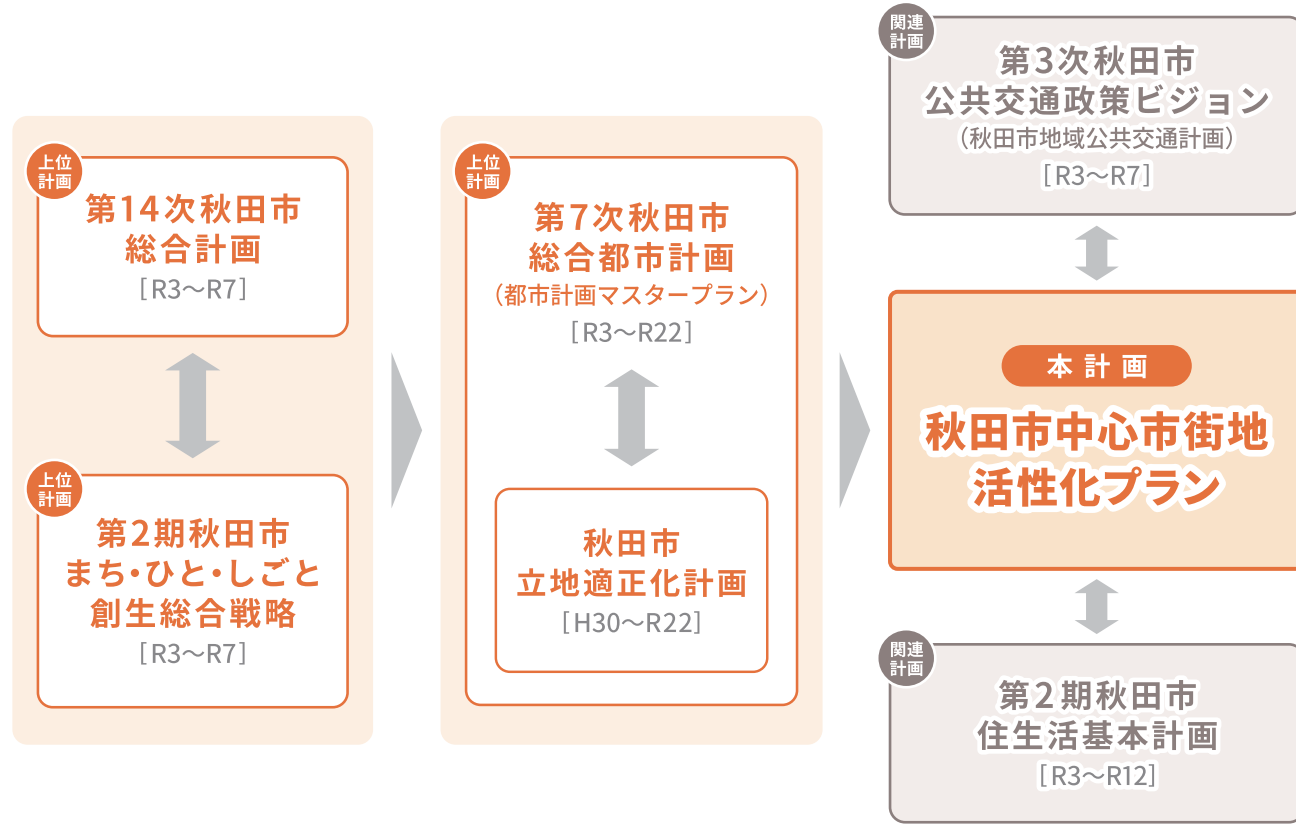 上位
計画
第14次秋田市
総合計画
[R3〜R7]
上位
計画
第2期秋田市
まち・ひと・しごと
創生総合戦略
[R3〜R7]
上位
計画
第7次秋田市
総合都市計画
（都市計画マスタープラン）
[R3〜R22]
秋田市
立地適正化計画
[H30〜R22]
関連
計画
第3次秋田市
公共交通政策ビジョン
（秋田市地域公共交通計画）
[R3〜R7]
本計画
秋田市中心市街地
活性化プラン
関連
計画
第2期秋田市
住生活基本計画
[R3〜R12]